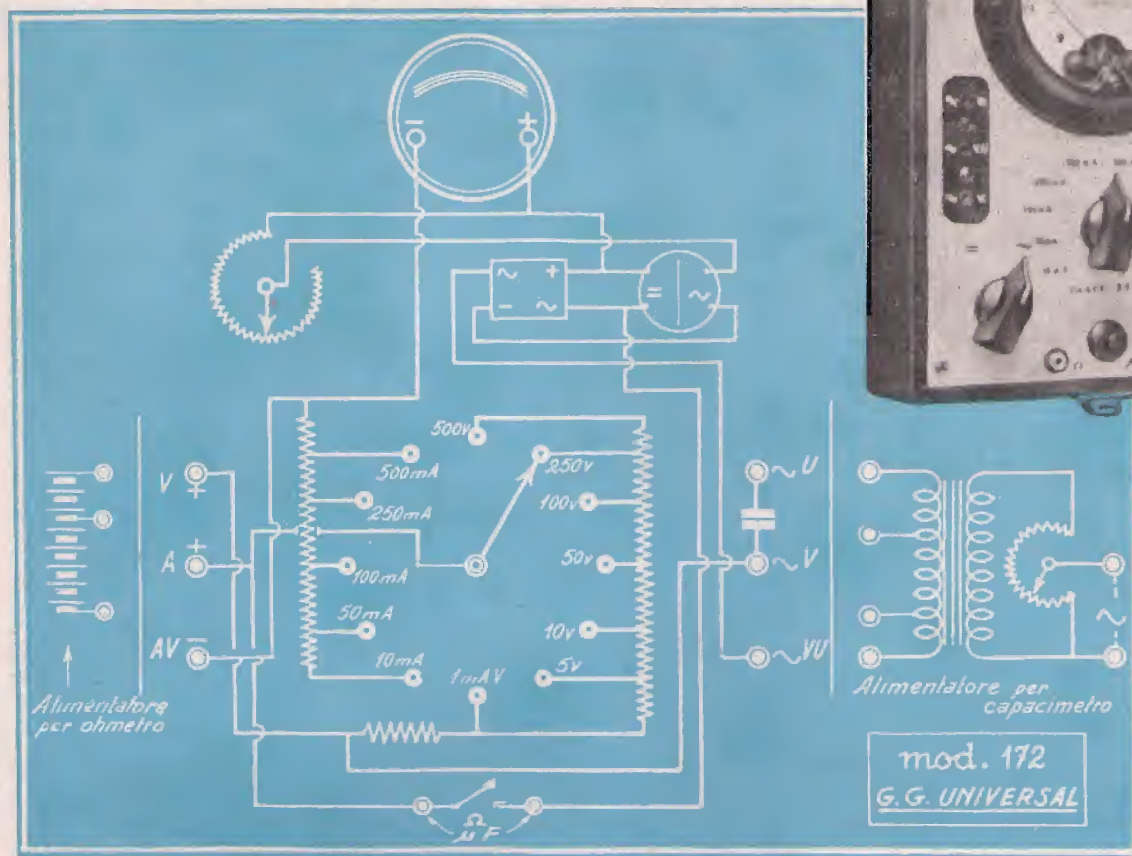 − +
∼ +
− ∼
= ∼
500v
500mA
250v
V +
250mA
100v
∼ U
A +
100mA
50v
∼ V
AV −
50mA
10v
10mA
1mAV
5v
∼ VU
∼
Alimentatore
per ohmetro
Alimentatore per
capacimetro
Ω
µF
mod. 172
G.G. UNIVERSAL
= ∼
Ω